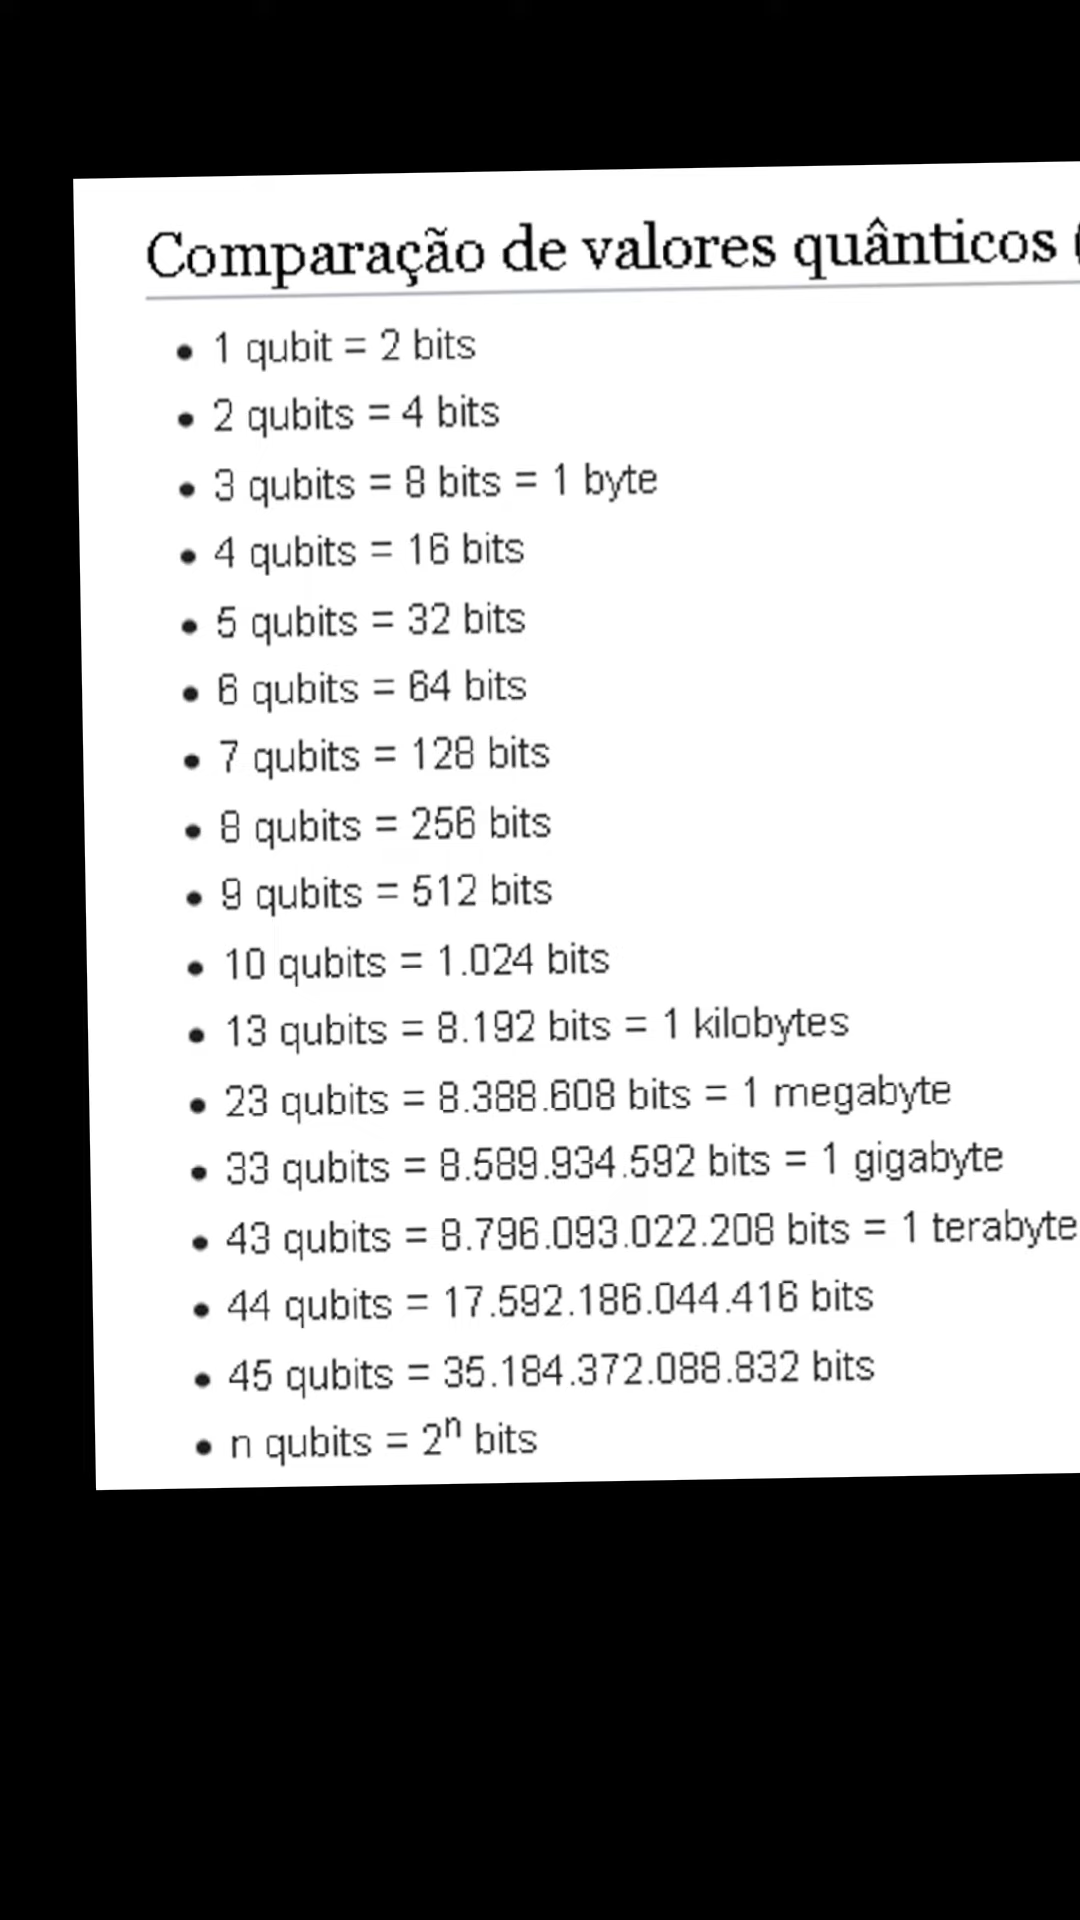 Comparação de valores quânticos (
• 1 qubit = 2 bits
• 2 qubits = 4 bits
• 3 qubits = 8 bits = 1 byte
• 4 qubits = 16 bits
• 5 qubits = 32 bits
• 6 qubits = 64 bits
• 7 qubits = 128 bits
• 8 qubits = 256 bits
• 9 qubits = 512 bits
• 10 qubits = 1.024 bits
• 13 qubits = 8.192 bits = 1 kilobytes
• 23 qubits = 8.388.608 bits = 1 megabyte
• 33 qubits = 8.589.934.592 bits = 1 gigabyte
• 43 qubits = 8.796.093.022.208 bits = 1 terabyte
• 44 qubits = 17.592.186.044.416 bits
• 45 qubits = 35.184.372.088.832 bits
• n qubits = 2ⁿ bits